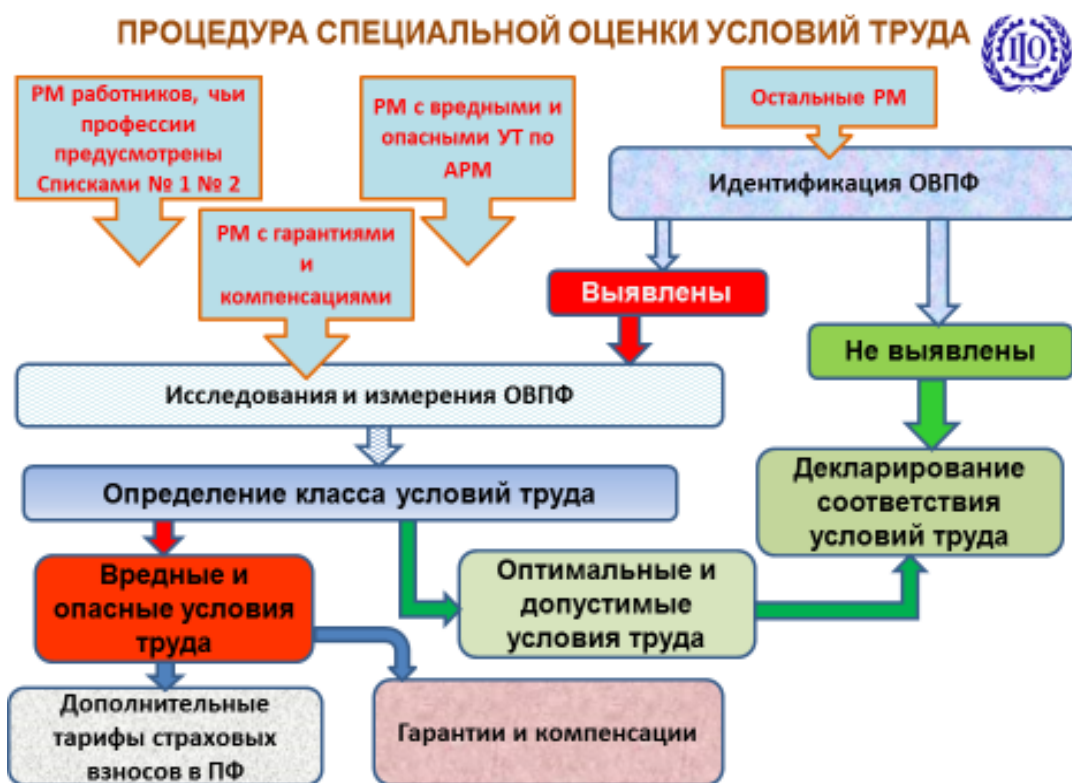 ПРОЦЕДУРА СПЕЦИАЛЬНОЙ ОЦЕНКИ УСЛОВИЙ ТРУДА
ILO
РМ работников, чьи
профессии
предусмотрены
Списками № 1 № 2
РМ с вредными и
опасными УТ по
АРМ
Остальные РМ
Идентификация ОВПФ
РМ с гарантиями
и
компенсациями
Выявлены
Не выявлены
Исследования и измерения ОВПФ
Определение класса условий труда
Декларирование
соответствия
условий труда
Вредные и
опасные условия
труда
Оптимальные и
допустимые
условия труда
Дополнительные
тарифы страховых
взносов в ПФ
Гарантии и компенсации